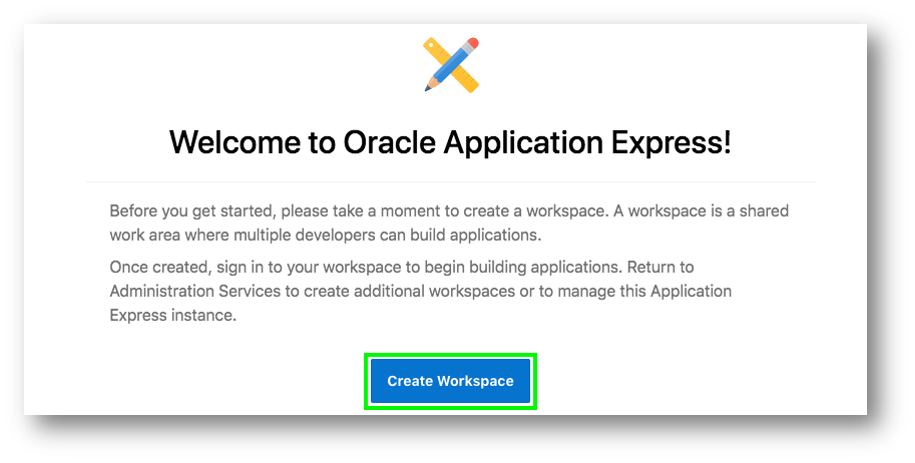 Welcome to Oracle Application Express!
Before you get started, please take a moment to create a workspace. A workspace is a shared
work area where multiple developers can build applications.
Once created, sign in to your workspace to begin building applications. Return to
Administration Services to create additional workspaces or to manage this Application
Express instance.
Create Workspace